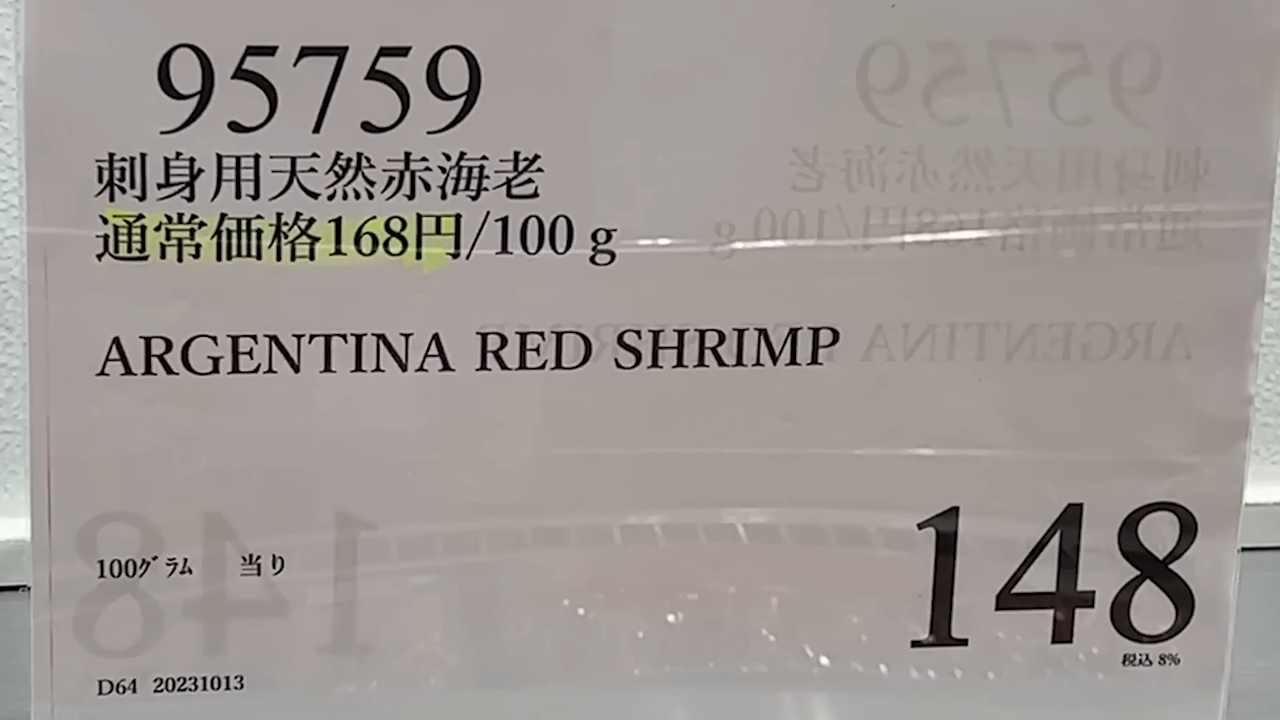 95759
刺身用天然赤海老
通常価格168円/100 g
ARGENTINA RED SHRIMP
100ｸﾞﾗﾑ 当り
148
税込 8%
D64 20231013